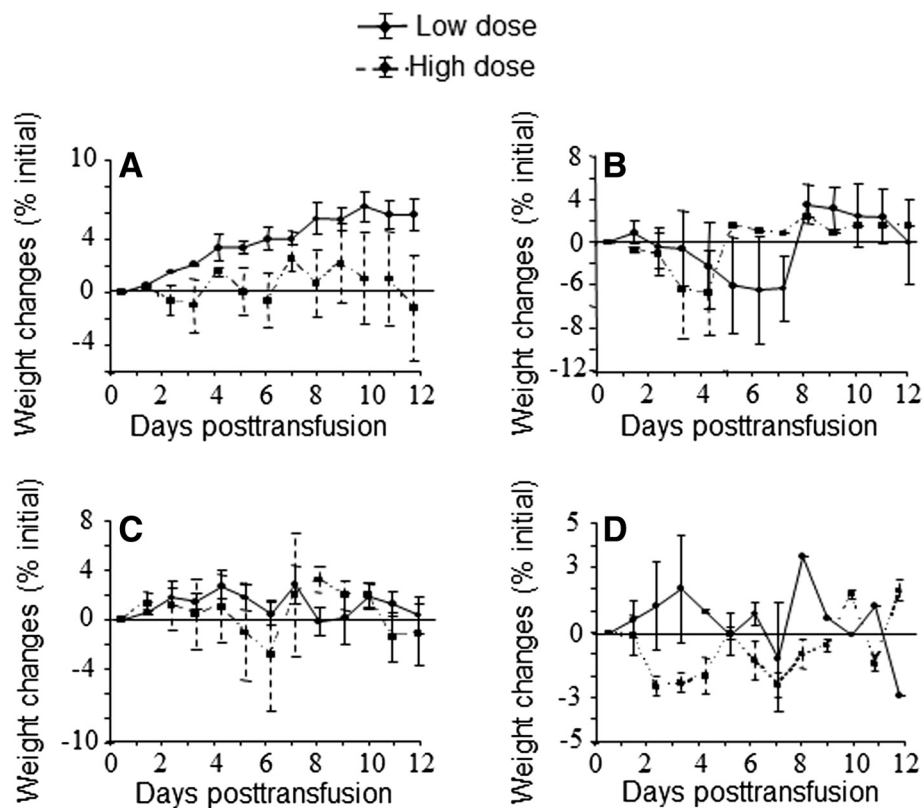 Low dose
High dose
A
Weight changes (% initial)
10
4
0
-4
0 2 4 6 8 10 12
Days posttransfusion
B
Weight changes (% initial)
8
4
0
-6
-8
-12
0 2 4 6 8 10 12
Days posttransfusion
C
Weight changes (% initial)
8
4
0
-4
-10
0 2 4 6 8 10 12
Days posttransfusion
D
Weight changes (% initial)
5
3
0
-3
-5
0 2 4 6 8 10 12
Days posttransfusion